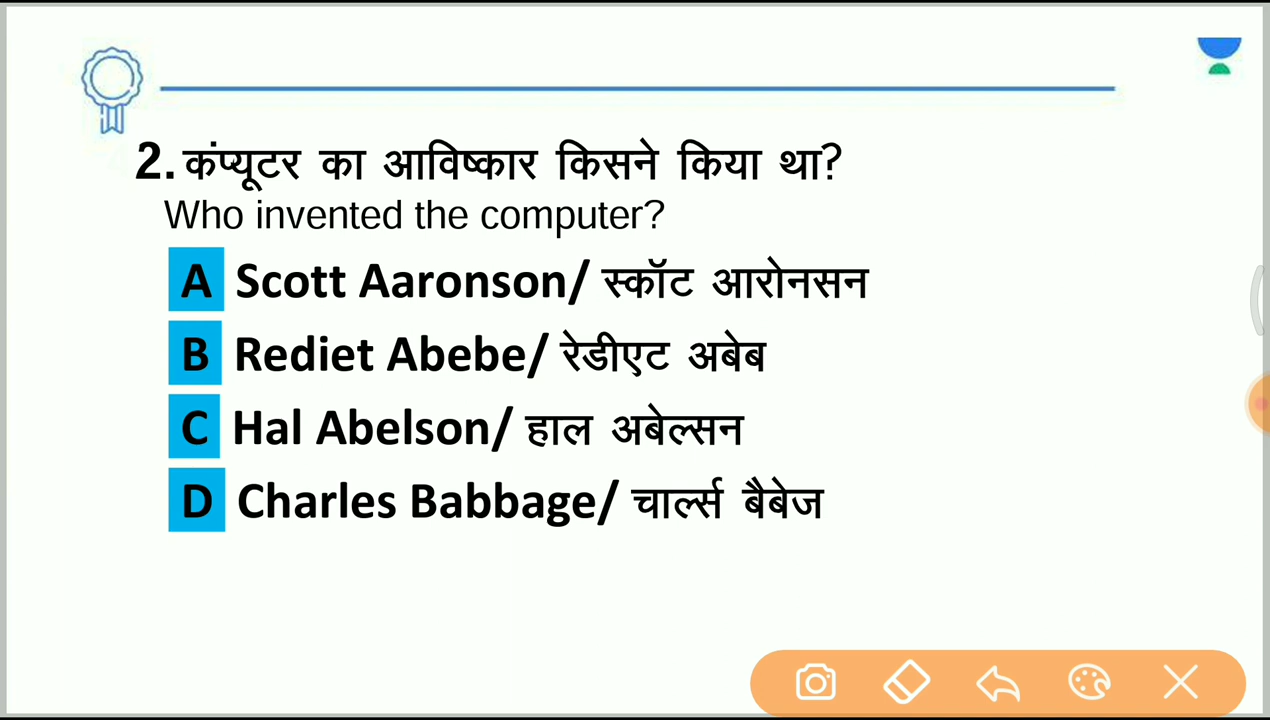 2. कंप्यूटर का आविष्कार किसने किया था?
Who invented the computer?
A Scott Aaronson/ स्कॉट आरोनसन
B Rediet Abebe/ रेडीएट अबेब
C Hal Abelson/ हाल अबेल्सन
D Charles Babbage/ चार्ल्स बैबेज